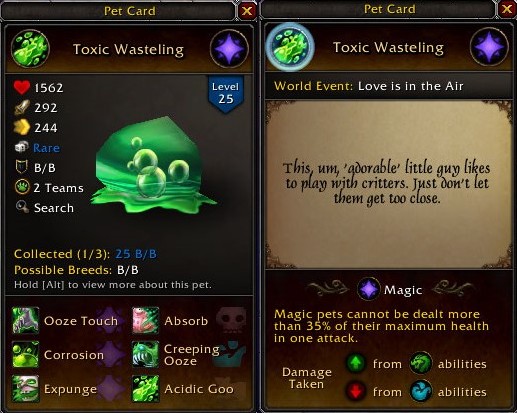 Pet Card
Toxic Wasteling
1562
292
244
Rare
B/B
2 Teams
Search
Level
25
Collected (1/3): 25 B/B
Possible Breeds: B/B
Hold [Alt] to view more about this pet.
Ooze Touch
Absorb
Corrosion
Creeping
Ooze
Expunge
Acidic Goo
Pet Card
Toxic Wasteling
World Event: Love is in the Air
This, um, 'adorable' little guy likes
to play with critters. Just don't let
them get too close.
Magic
Magic pets cannot be dealt more
than 35% of their maximum health
in one attack.
Damage
Taken
from abilities
from abilities